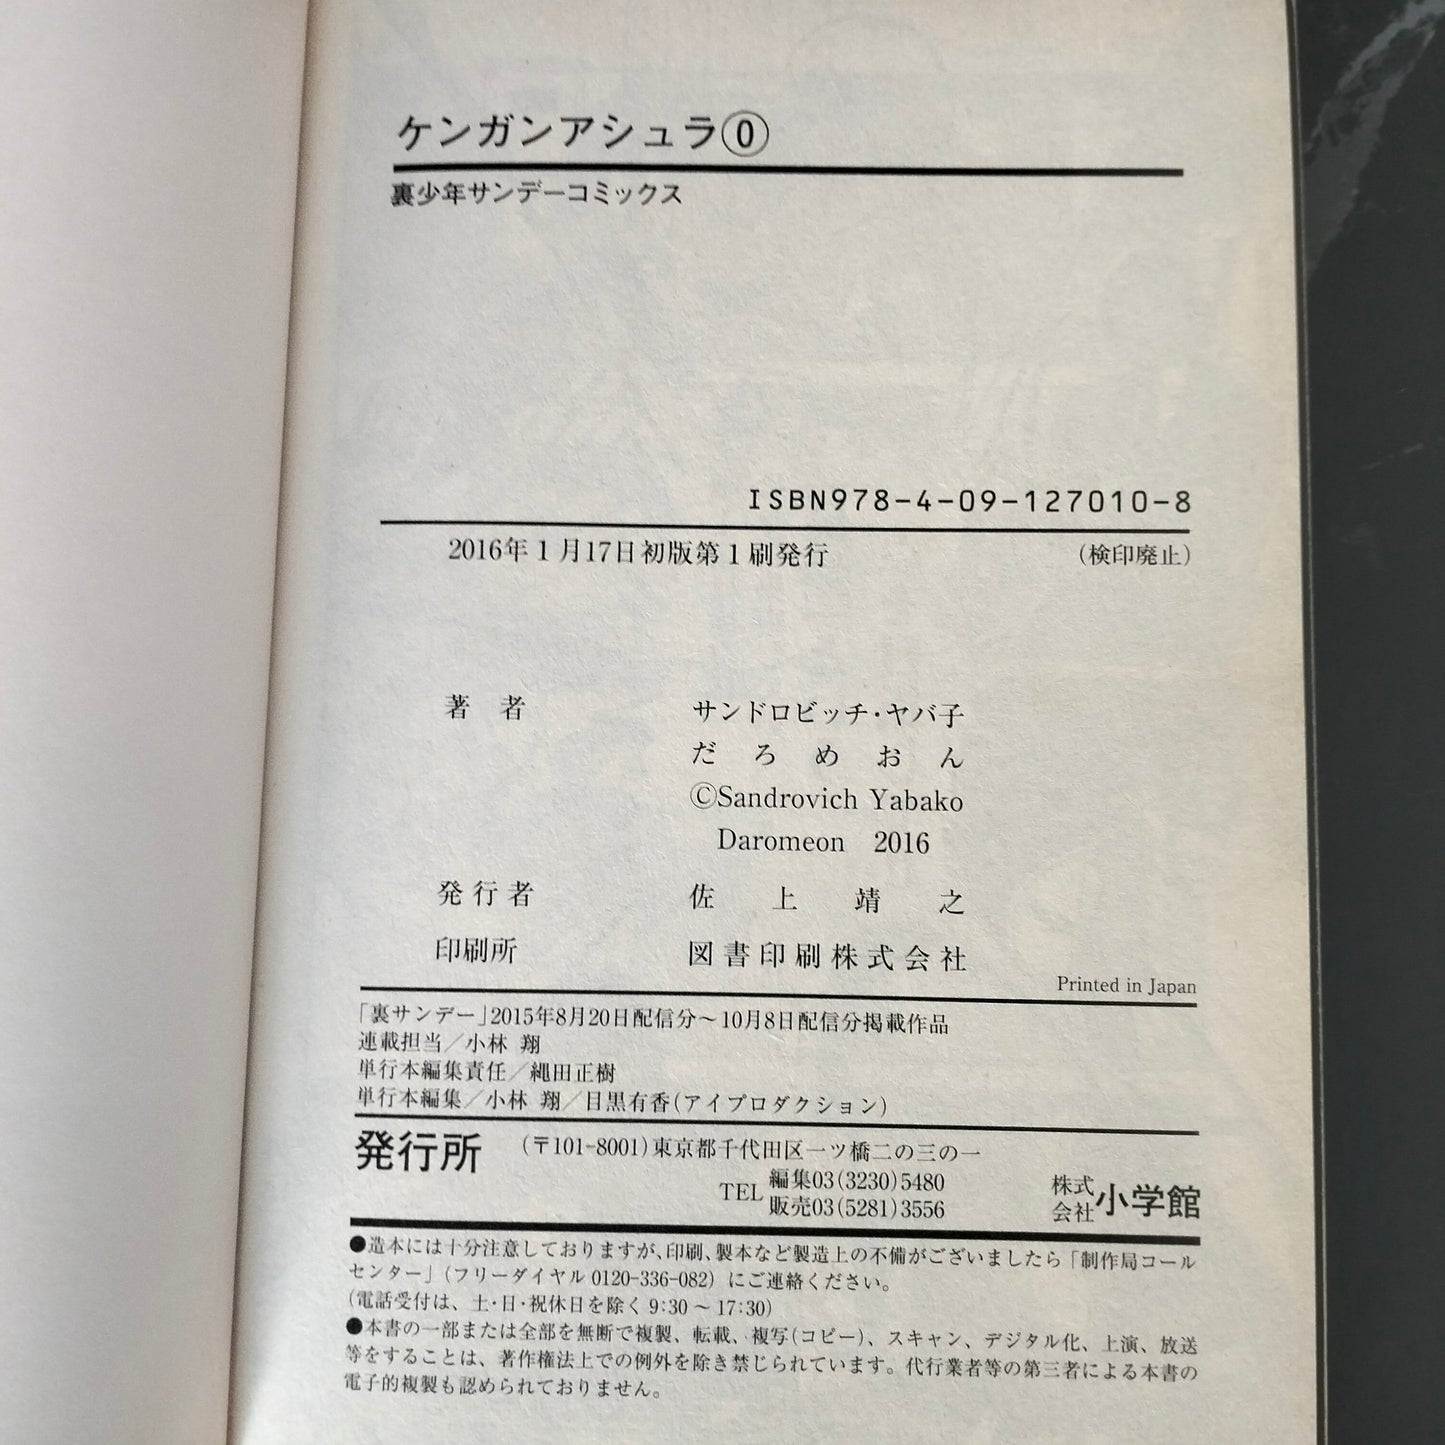 ケンガンアシュラ⓪
裏少年サンデーコミックス
ISBN978-4-09-127010-8
2016年1月17日初版第1刷発行 (検印廃止)
著者 サンドロビッチ・ヤバ子
だろめおん
©Sandrovich Yabako
Daromeon 2016
発行者 佐上靖之
印刷所 図書印刷株式会社
Printed in Japan
「裏サンデー」2015年8月20日配信分〜10月8日配信分掲載作品
連載担当／小林 翔
単行本編集責任／縄田正樹
単行本編集／小林 翔／目黒有香(アイプロダクション)
発行所 (〒101-8001)東京都千代田区一ツ橋二の三の一
TEL 編集03(3230)5480
販売03(5281)3556
株式会社 小学館
●造本には十分注意しておりますが、印刷、製本など製造上の不備がございましたら「制作局コール
センター」(フリーダイヤル 0120-336-082) にご連絡ください。
(電話受付は、土・日・祝休日を除く 9:30 〜 17:30)
●本書の一部または全部を無断で複製、転載、複写(コピー)、スキャン、デジタル化、上演、放送
等をすることは、著作権法上での例外を除き禁じられています。代行業者等の第三者による本書の
電子的複製も認められておりません。